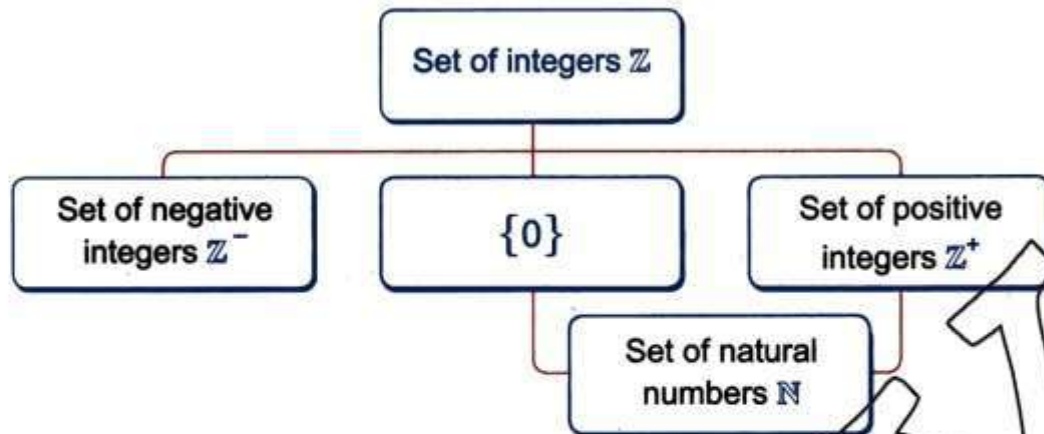 Set of integers ℤ
Set of negative
integers ℤ⁻
{0}
Set of positive
integers ℤ⁺
Set of natural
numbers ℕ